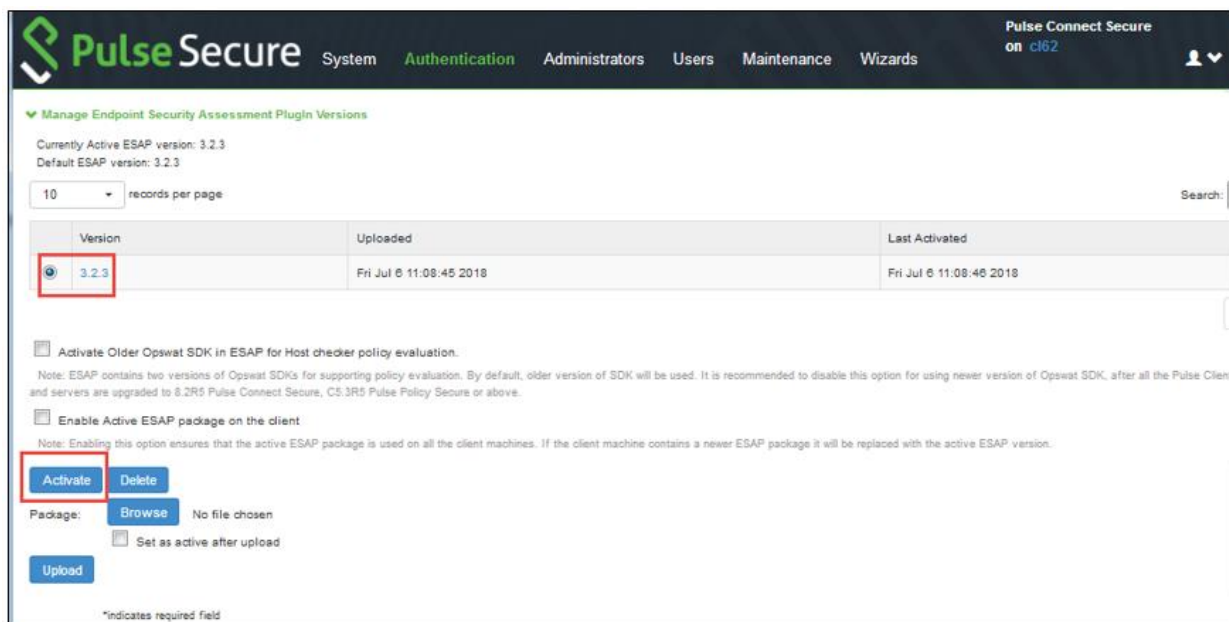 Pulse Secure
System Authentication Administrators Users Maintenance Wizards
Pulse Connect Secure
on cl62
Manage Endpoint Security Assessment PlugIn Versions
Currently Active ESAP version: 3.2.3
Default ESAP version: 3.2.3
10 records per page
Search:
Version Uploaded Last Activated
3.2.3 Fri Jul 6 11:08:45 2018 Fri Jul 6 11:08:46 2018
Activate Older Opswat SDK in ESAP for Host checker policy evaluation.
Note: ESAP contains two versions of Opswat SDKs for supporting policy evaluation. By default, older version of SDK will be used. It is recommended to disable this option for using newer version of Opswat SDK, after all the Pulse Clien
and servers are upgraded to 8.2R5 Pulse Connect Secure, C5.3R5 Pulse Policy Secure or above.
Enable Active ESAP package on the client
Note: Enabling this option ensures that the active ESAP package is used on all the client machines. If the client machine contains a newer ESAP package it will be replaced with the active ESAP version.
Activate Delete
Package: Browse No file chosen
Set as active after upload
Upload
*indicates required field